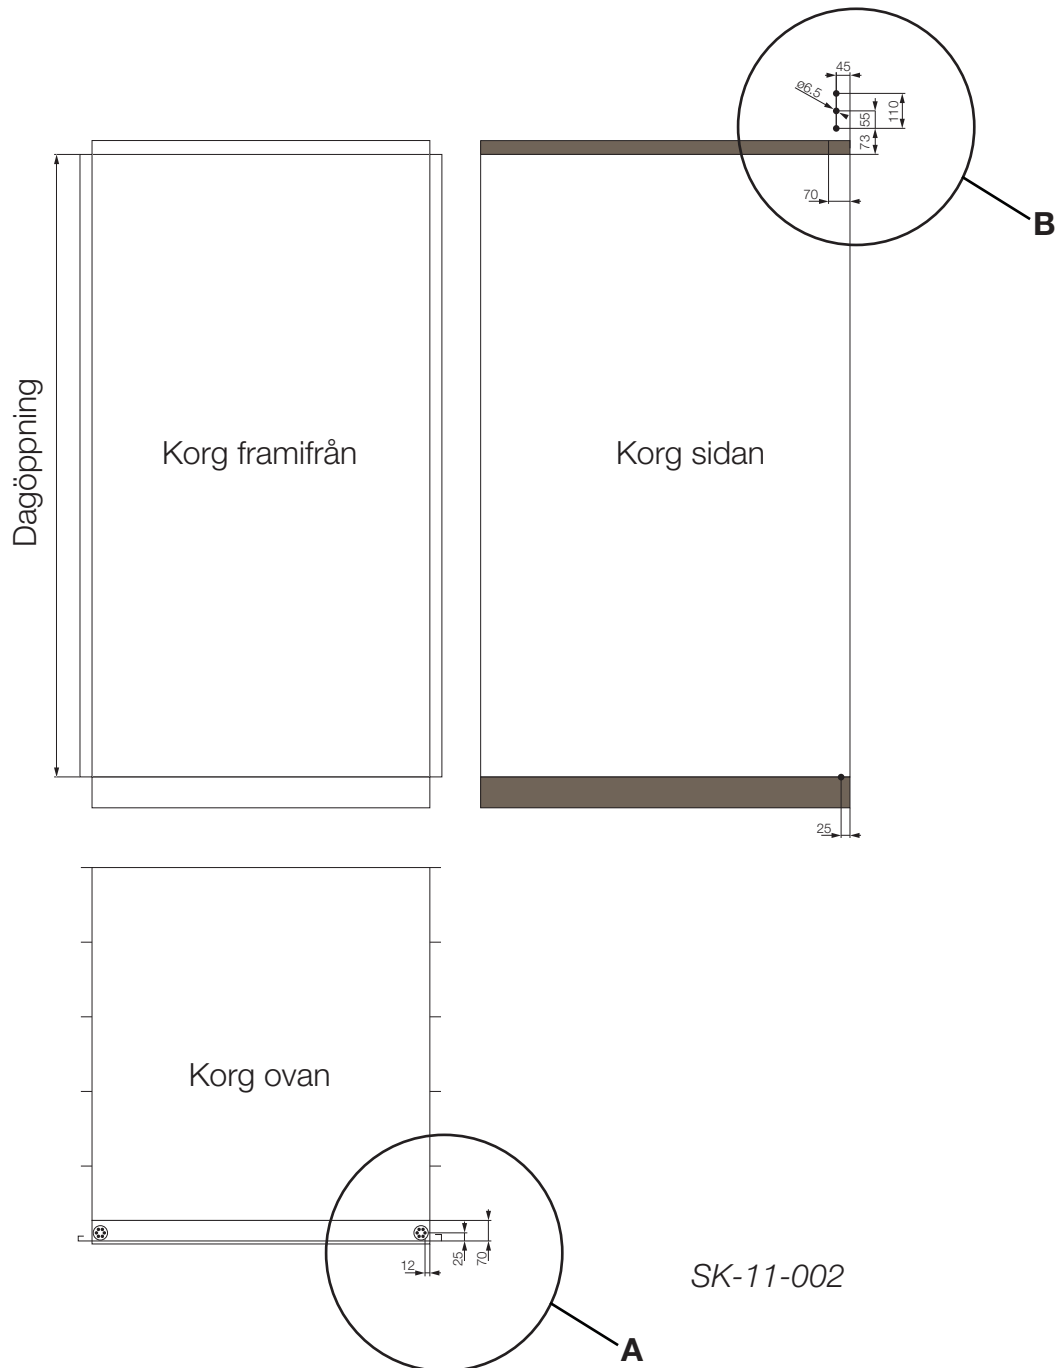 45
ø6.5
55
110
73
70
B
Dagöppning
Korg framifrån
Korg sidan
25
Korg ovan
12
25
70
SK-11-002
A